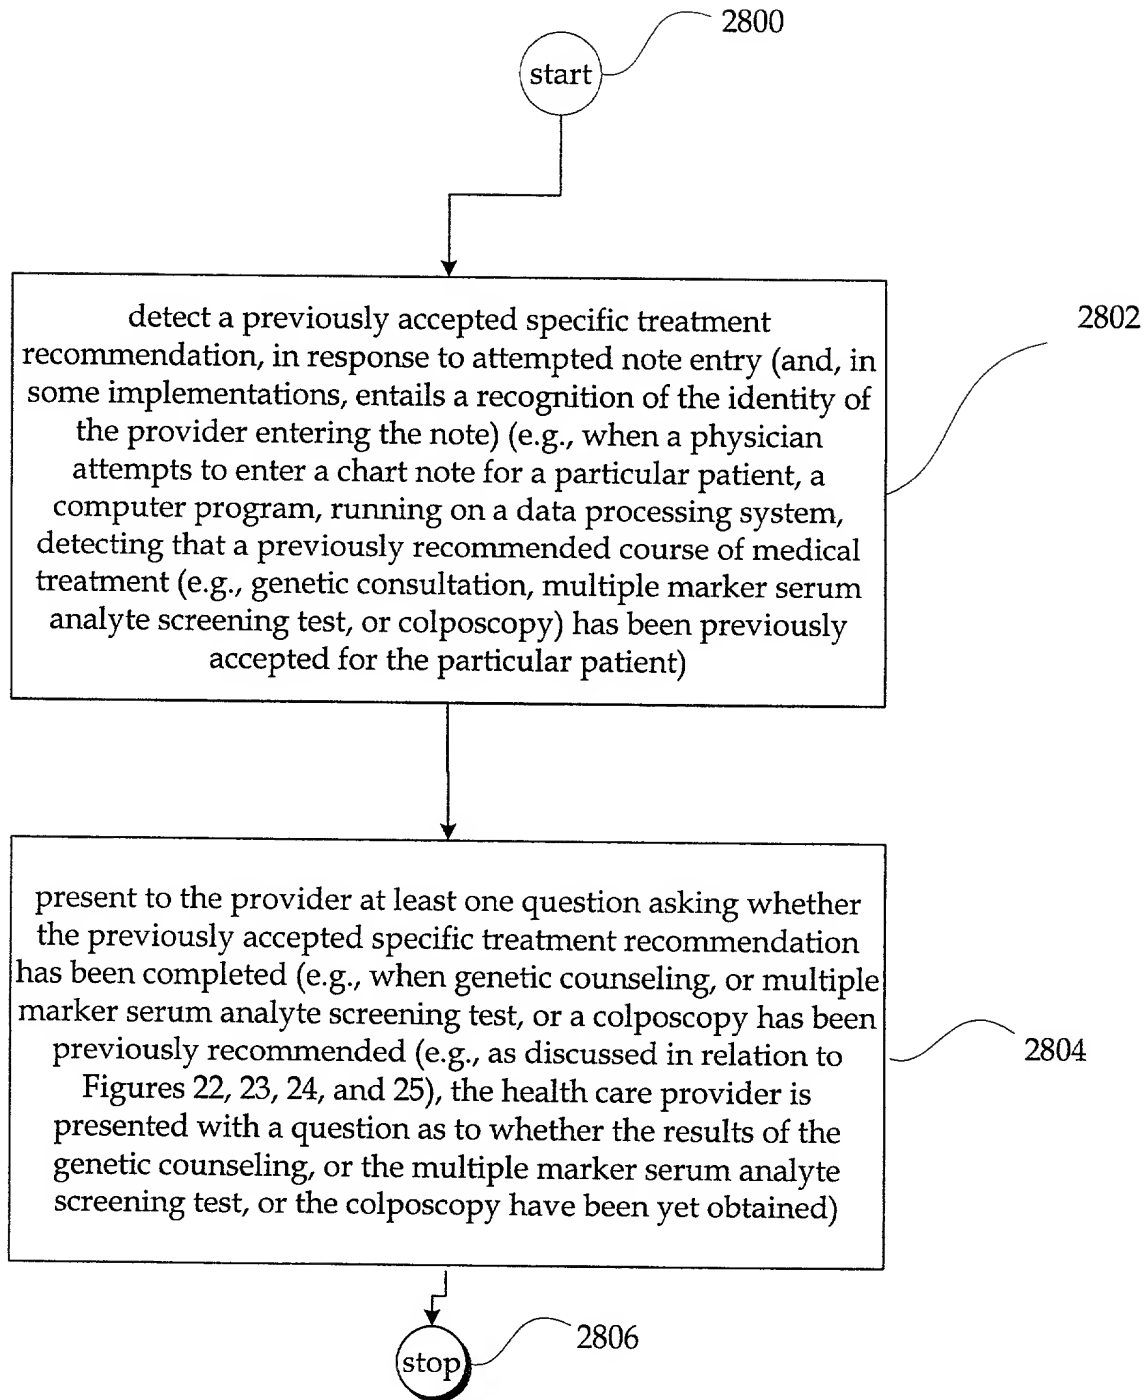 2800
start
2802
detect a previously accepted specific treatment
recommendation, in response to attempted note entry (and, in
some implementations, entails a recognition of the identity of
the provider entering the note) (e.g., when a physician
attempts to enter a chart note for a particular patient, a
computer program, running on a data processing system,
detecting that a previously recommended course of medical
treatment (e.g., genetic consultation, multiple marker serum
analyte screening test, or colposcopy) has been previously
accepted for the particular patient)
present to the provider at least one question asking whether
the previously accepted specific treatment recommendation
has been completed (e.g., when genetic counseling, or multiple
marker serum analyte screening test, or a colposcopy has been
previously recommended (e.g., as discussed in relation to
Figures 22, 23, 24, and 25), the health care provider is
presented with a question as to whether the results of the
genetic counseling, or the multiple marker serum analyte
screening test, or the colposcopy have been yet obtained)
2804
2806
stop